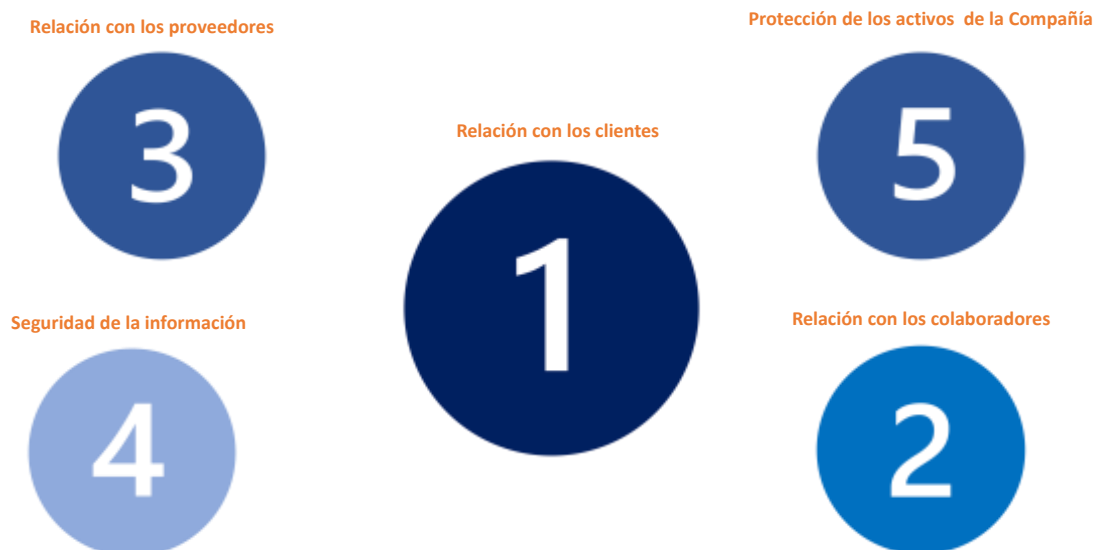 Relación con los proveedores
3
Protección de los activos de la Compañía
5
Relación con los clientes
1
Seguridad de la información
4
Relación con los colaboradores
2